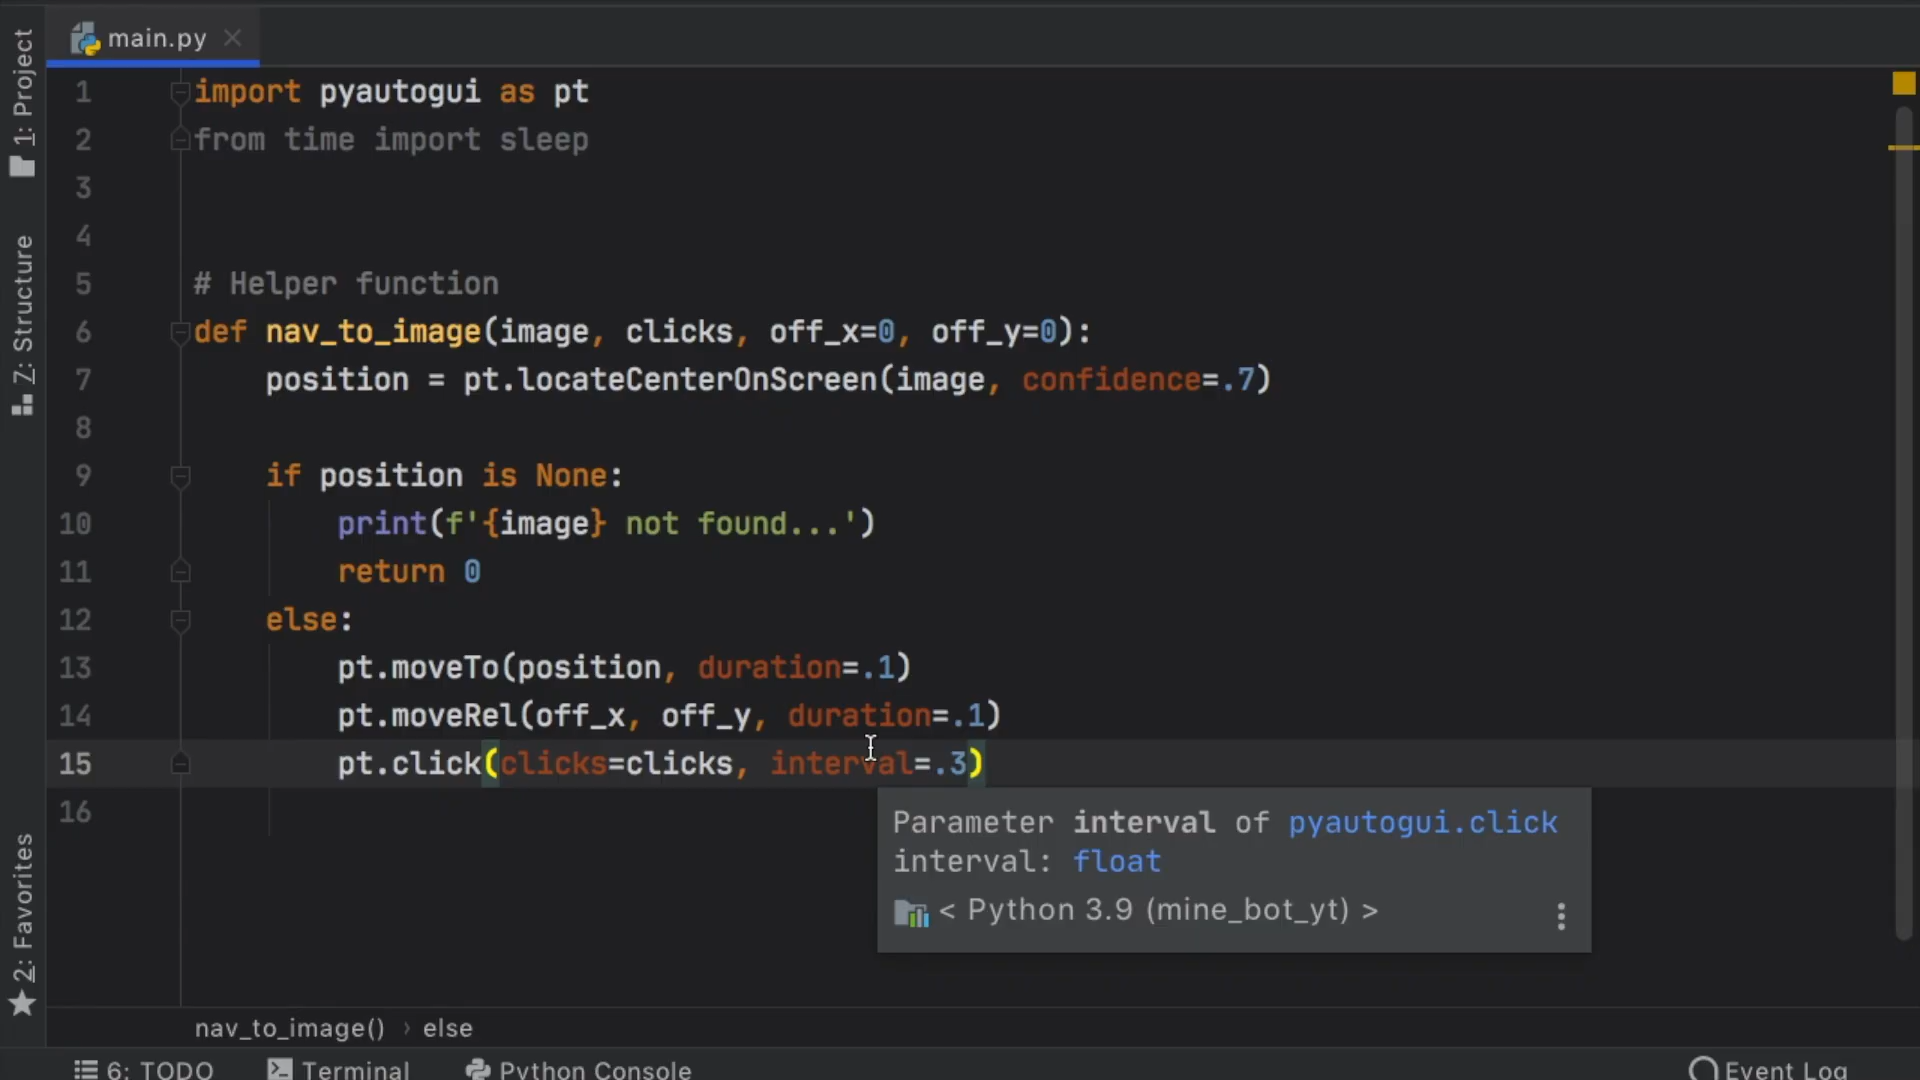 main.py
1: Project
Z: Structure
2: Favorites
1 import pyautogui as pt
2 from time import sleep
3
4
5 # Helper function
6 def nav_to_image(image, clicks, off_x=0, off_y=0):
7 position = pt.locateCenterOnScreen(image, confidence=.7)
8
9 if position is None:
10 print(f'{image} not found...')
11 return 0
12 else:
13 pt.moveTo(position, duration=.1)
14 pt.moveRel(off_x, off_y, duration=.1)
15 pt.click(clicks=clicks, interval=.3)
16
Parameter interval of pyautogui.click
interval: float
< Python 3.9 (mine_bot_yt) >
nav_to_image() › else
6: TODO Terminal Python Console Event Log